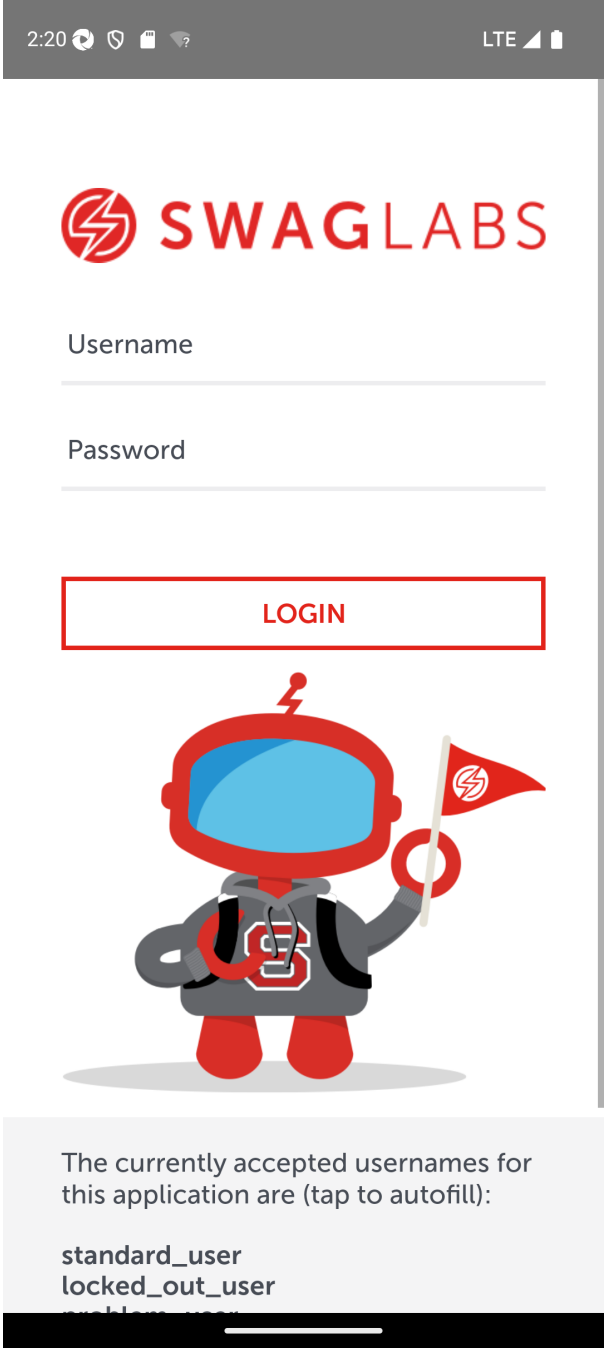 2:20 ? LTE
SWAGLABS
Username
Password
LOGIN
S
The currently accepted usernames for
this application are (tap to autofill):
standard_user
locked_out_user
problem_user